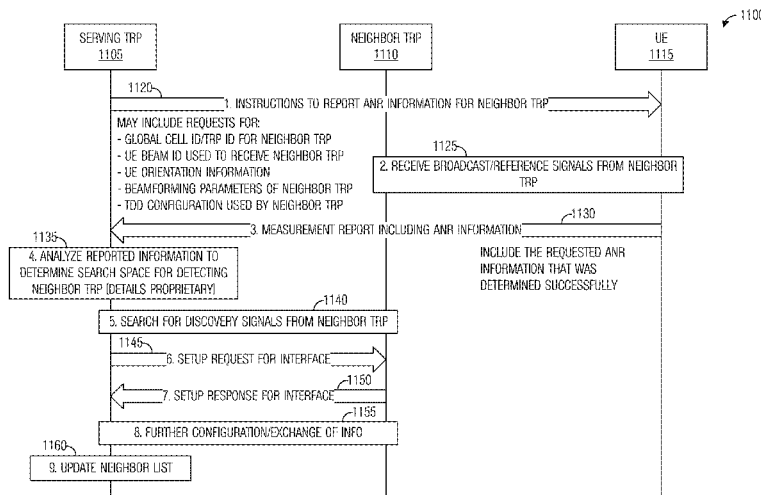 1100
SERVING TRP
1105
NEIGHBOR TRP
1110
UE
1115
1120
1. INSTRUCTIONS TO REPORT ANR INFORMATION FOR NEIGHBOR TRP
MAY INCLUDE REQUESTS FOR:
- GLOBAL CELL ID/TRP ID FOR NEIGHBOR TRP
- UE BEAM ID USED TO RECEIVE NEIGHBOR TRP
- UE ORIENTATION INFORMATION
- BEAMFORMING PARAMETERS OF NEIGHBOR TRP
- TDD CONFIGURATION USED BY NEIGHBOR TRP
1125
2. RECEIVE BROADCAST/REFERENCE SIGNALS FROM NEIGHBOR
TRP
1130
3. MEASUREMENT REPORT INCLUDING ANR INFORMATION
INCLUDE THE REQUESTED ANR
INFORMATION THAT WAS
DETERMINED SUCCESSFULLY
1135
4. ANALYZE REPORTED INFORMATION TO
DETERMINE SEARCH SPACE FOR DETECTING
NEIGHBOR TRP [DETAILS PROPRIETARY]
1140
5. SEARCH FOR DISCOVERY SIGNALS FROM NEIGHBOR TRP
1145
6. SETUP REQUEST FOR INTERFACE
1150
7. SETUP RESPONSE FOR INTERFACE
1155
8. FURTHER CONFIGURATION/EXCHANGE OF INFO
1160
9. UPDATE NEIGHBOR LIST